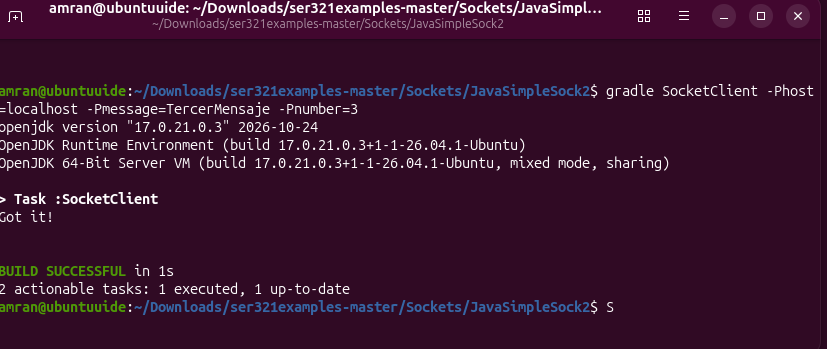 amran@ubuntuuide: ~/Downloads/ser321examples-master/Sockets/JavaSimpl...
~/Downloads/ser321examples-master/Sockets/JavaSimpleSock2
amran@ubuntuuide:~/Downloads/ser321examples-master/Sockets/JavaSimpleSock2$ gradle SocketClient -Phost
=localhost -Pmessage=TercerMensaje -Pnumber=3
openjdk version "17.0.21.0.3" 2026-10-24
OpenJDK Runtime Environment (build 17.0.21.0.3+1-1-26.04.1-Ubuntu)
OpenJDK 64-Bit Server VM (build 17.0.21.0.3+1-1-26.04.1-Ubuntu, mixed mode, sharing)
> Task :SocketClient
Got it!
BUILD SUCCESSFUL in 1s
2 actionable tasks: 1 executed, 1 up-to-date
amran@ubuntuuide:~/Downloads/ser321examples-master/Sockets/JavaSimpleSock2$ S